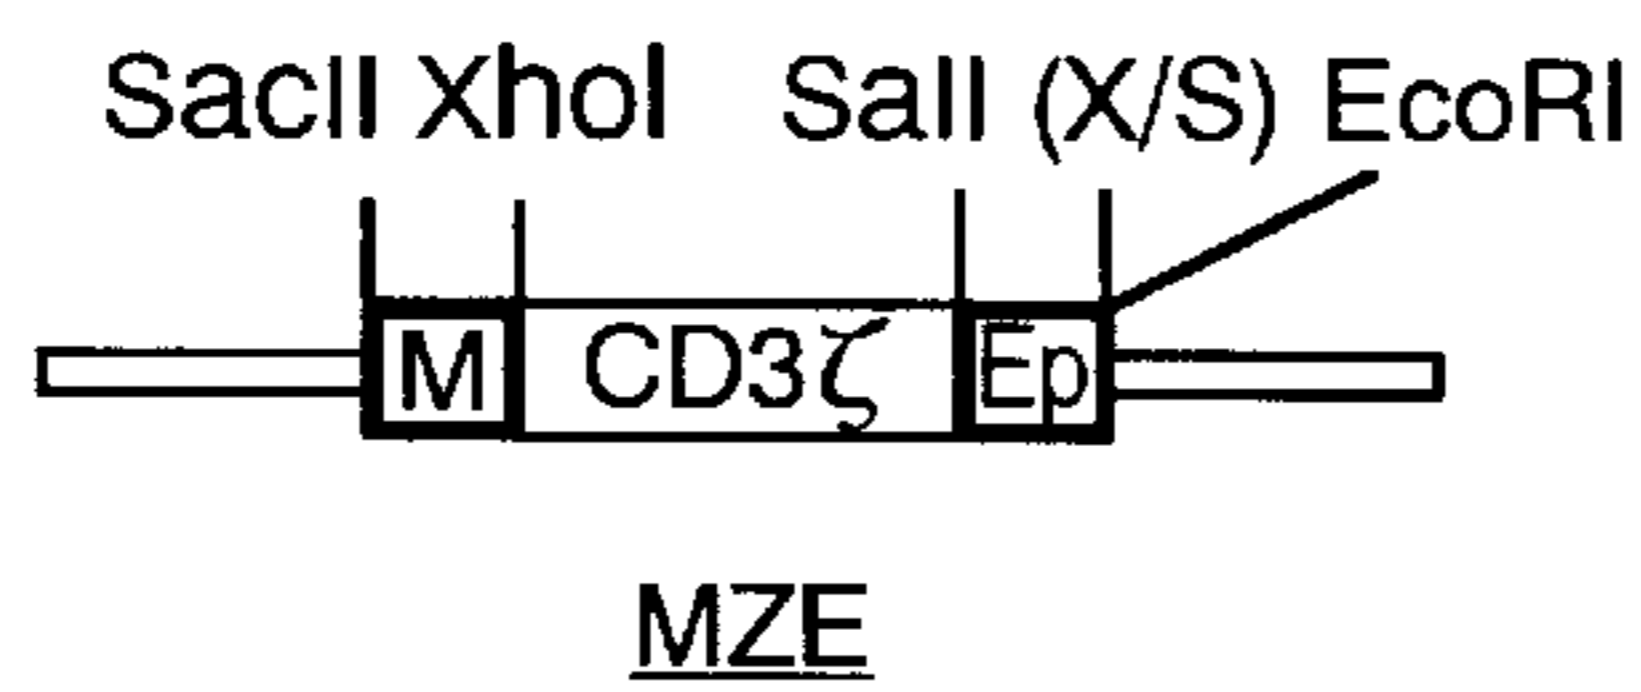 SacII XhoI SalI (X/S) EcoRI
M CD3ζ Ep
MZE